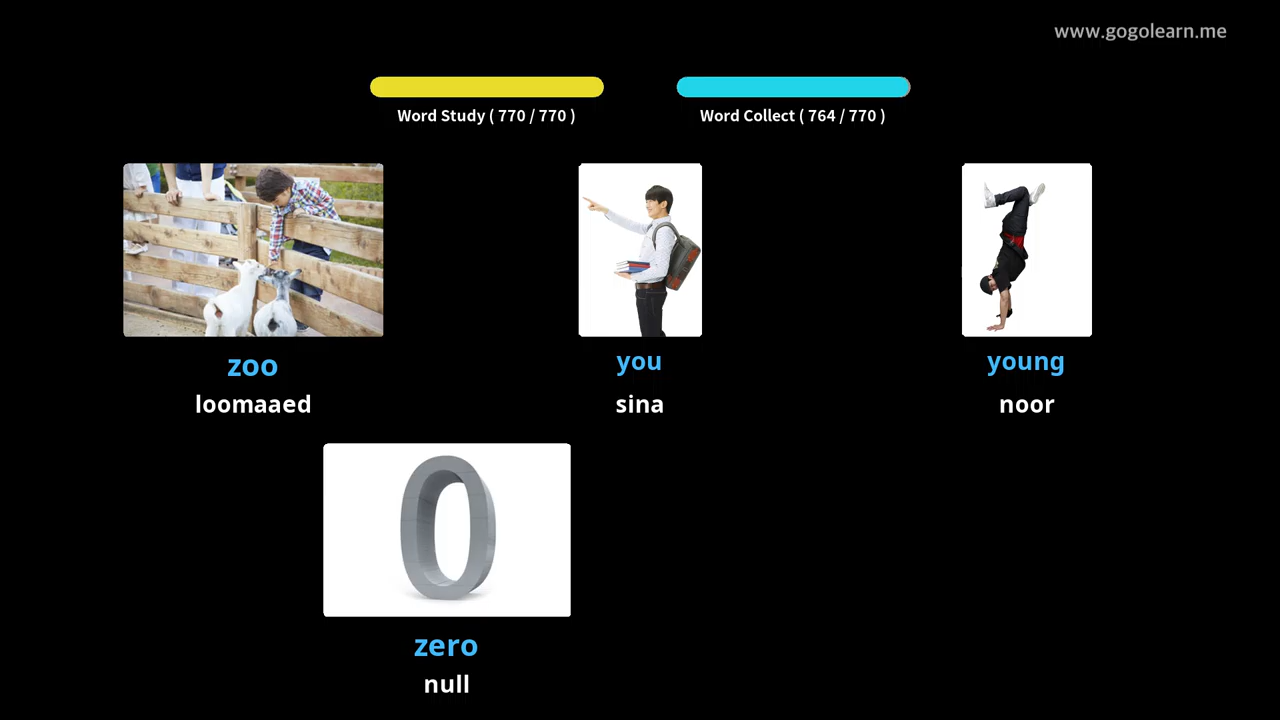 www.gogolearn.me
Word Study ( 770 / 770 )
Word Collect ( 764 / 770 )
zoo
loomaaed
you
sina
young
noor
0
zero
null